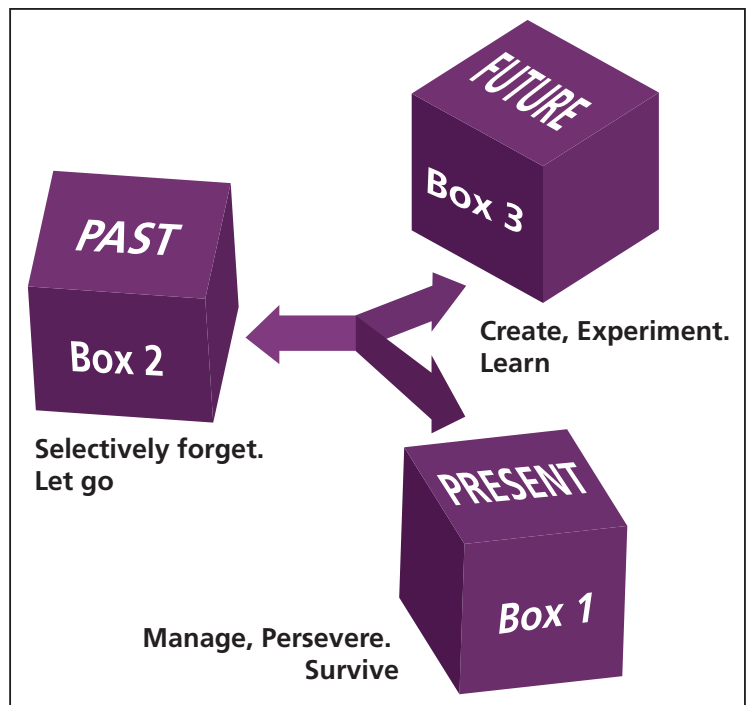 FUTURE
Box 3
Create, Experiment.
Learn
PAST
Box 2
Selectively forget.
Let go
PRESENT
Box 1
Manage, Persevere.
Survive